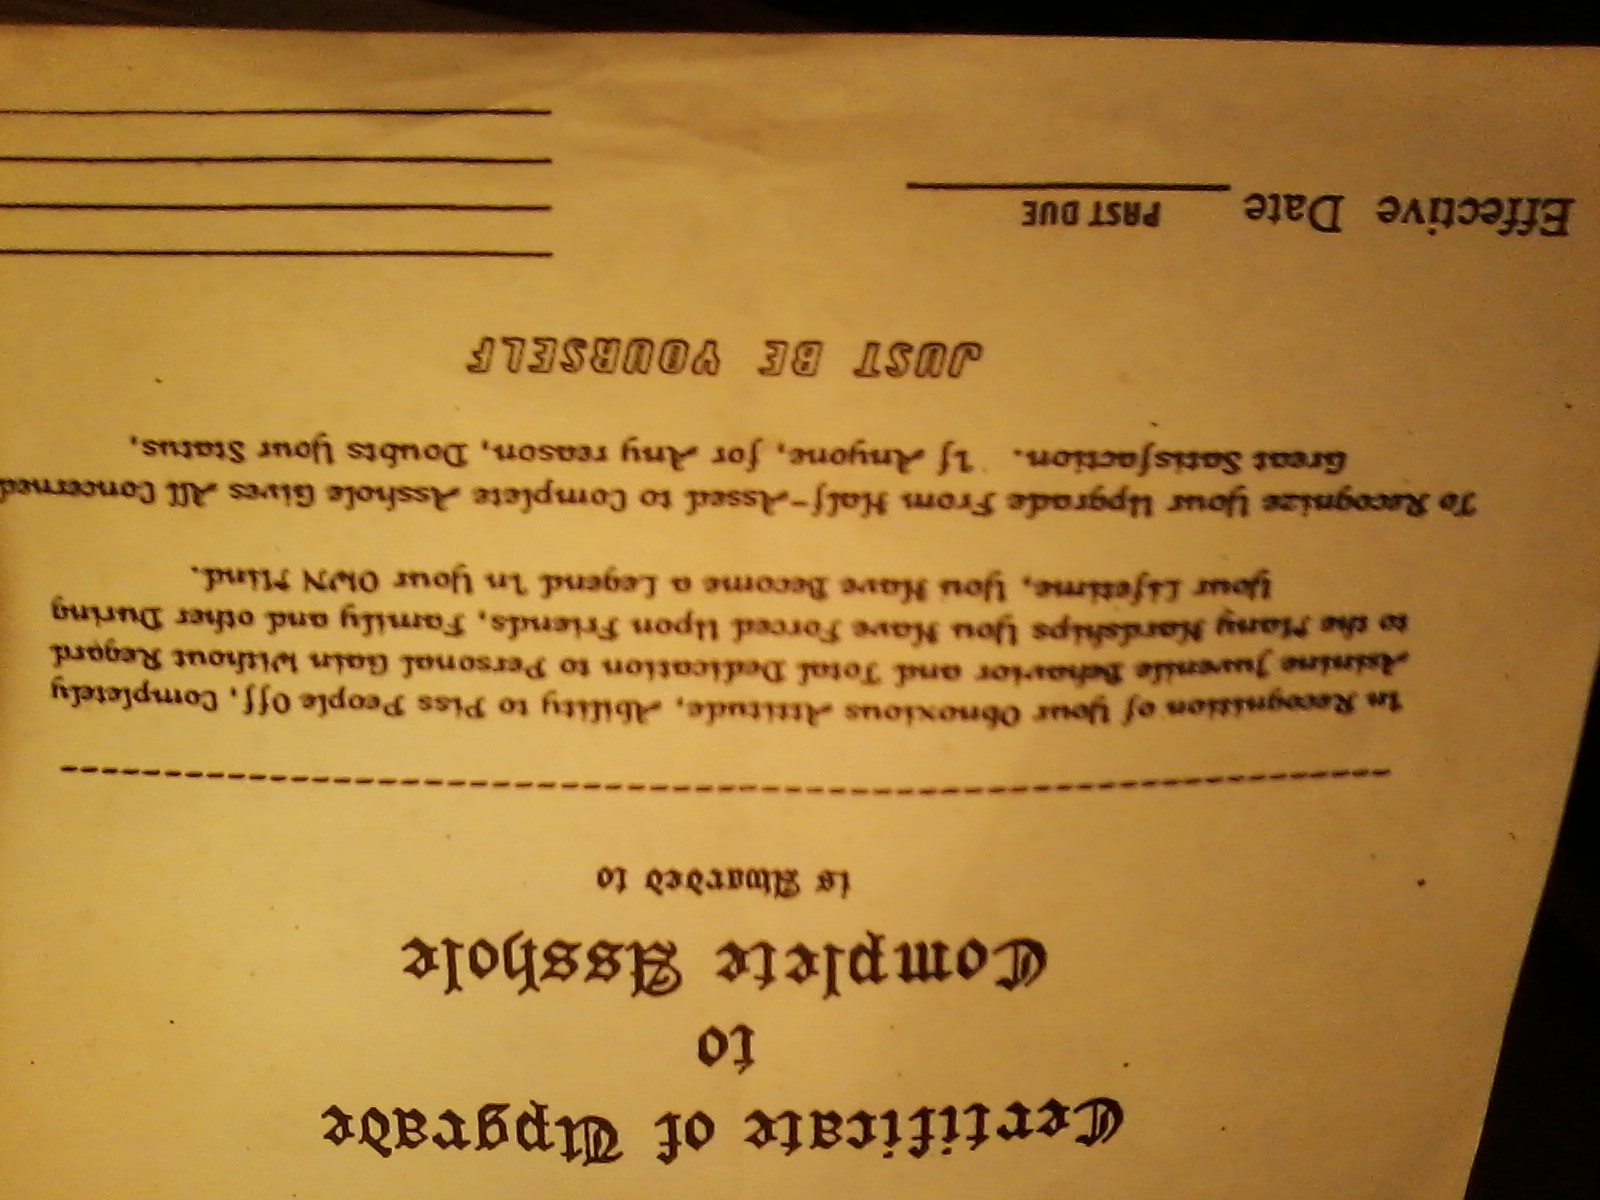 Certificate of Upgrade
to
Complete Asshole
is Awarded to
In Recognition of Your Obnoxious Attitude, Ability to Piss People Off, Completely
Asinine Juvenile Behavior and Total Dedication to Personal Gain Without Regard
to the Many Hardships You Have Forced Upon Friends, Family and other During
Your Lifetime, You Have Become a Legend In Your OWN Mind.
To Recognize Your Upgrade From Half-Assed to Complete Asshole Gives All Concerned
Great Satisfaction. If Anyone, for Any reason, Doubts Your Status,
JUST BE YOURSELF
Effective Date PAST DUE